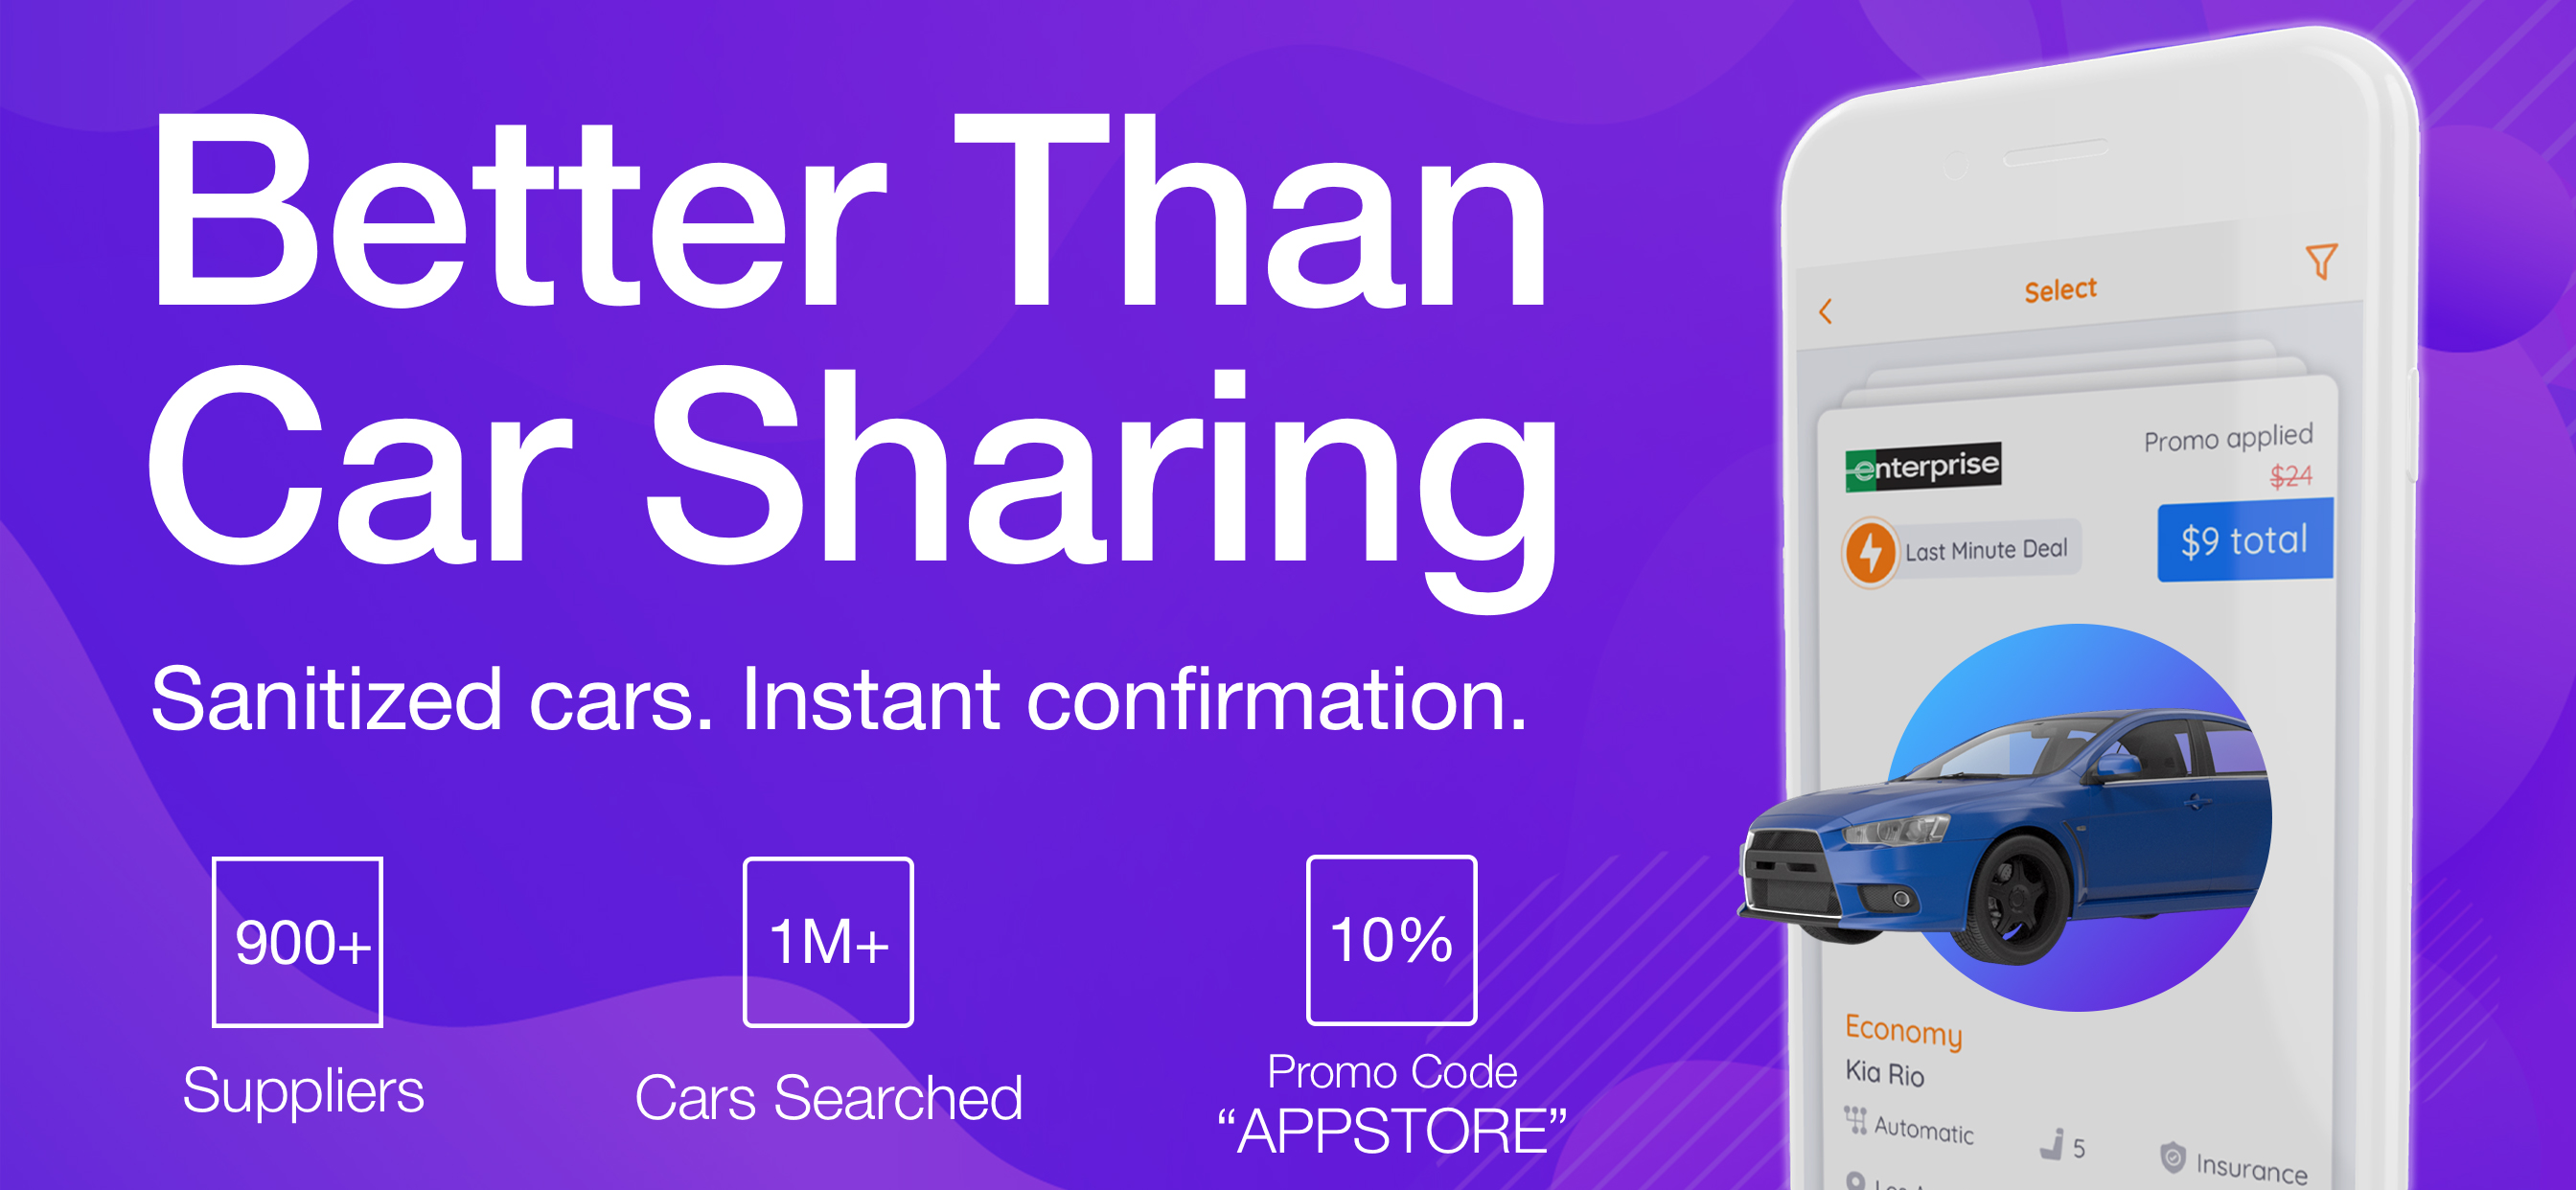 Better Than
Car Sharing
Sanitized cars. Instant confirmation.
900+
Suppliers
1M+
Cars Searched
10%
Promo Code
“APPSTORE”
Select
enterprise
Promo applied
$24
Last Minute Deal
$9 total
Economy
Kia Rio
Automatic
5
Insurance